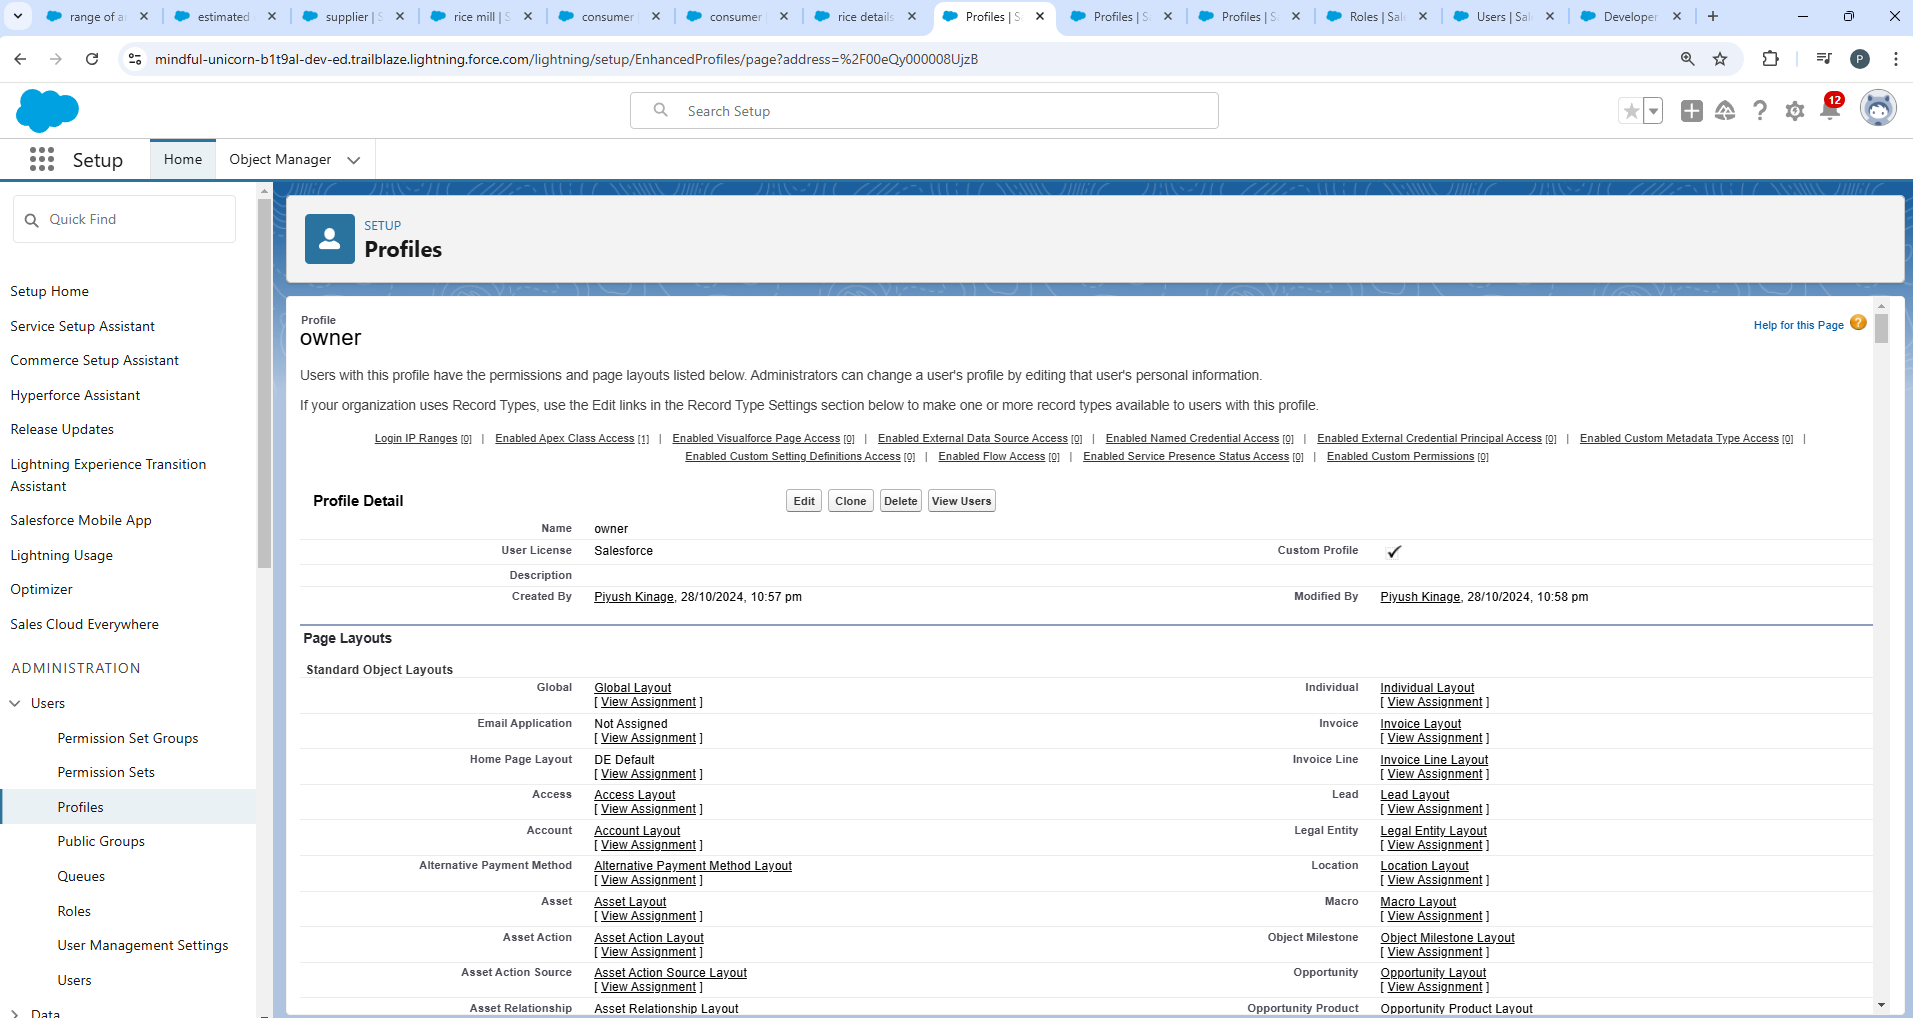 range of a
estimated
supplier | S
rice mill | S
consumer
consumer
rice details
Profiles | Sa
Profiles | S
Profiles | S
Roles | Sal
Users | Sal
Developer
mindful-unicorn-b1t9al-dev-ed.trailblaze.lightning.force.com/lightning/setup/EnhancedProfiles/page?address=%2F00eQy000008UjzB
P
Search Setup
12
Setup
Home
Object Manager
Quick Find
Setup Home
Service Setup Assistant
Commerce Setup Assistant
Hyperforce Assistant
Release Updates
Lightning Experience Transition
Assistant
Salesforce Mobile App
Lightning Usage
Optimizer
Sales Cloud Everywhere
ADMINISTRATION
Users
Permission Set Groups
Permission Sets
Profiles
Public Groups
Queues
Roles
User Management Settings
Users
Data
SETUP
Profiles
Profile
owner
Help for this Page ?
Users with this profile have the permissions and page layouts listed below. Administrators can change a user's profile by editing that user's personal information.
If your organization uses Record Types, use the Edit links in the Record Type Settings section below to make one or more record types available to users with this profile.
Login IP Ranges [0] | Enabled Apex Class Access [1] | Enabled Visualforce Page Access [0] | Enabled External Data Source Access [0] | Enabled Named Credential Access [0] | Enabled External Credential Principal Access [0] | Enabled Custom Metadata Type Access [0] |
Enabled Custom Setting Definitions Access [0] | Enabled Flow Access [0] | Enabled Service Presence Status Access [0] | Enabled Custom Permissions [0]
Profile Detail Edit Clone Delete View Users
Name owner
User License Salesforce Custom Profile ✓
Description
Created By Piyush Kinage, 28/10/2024, 10:57 pm Modified By Piyush Kinage, 28/10/2024, 10:58 pm
Page Layouts
Standard Object Layouts
Global Global Layout Individual Individual Layout
[ View Assignment ] [ View Assignment ]
Email Application Not Assigned Invoice Invoice Layout
[ View Assignment ] [ View Assignment ]
Home Page Layout DE Default Invoice Line Invoice Line Layout
[ View Assignment ] [ View Assignment ]
Access Access Layout Lead Lead Layout
[ View Assignment ] [ View Assignment ]
Account Account Layout Legal Entity Legal Entity Layout
[ View Assignment ] [ View Assignment ]
Alternative Payment Method Alternative Payment Method Layout Location Location Layout
[ View Assignment ] [ View Assignment ]
Asset Asset Layout Macro Macro Layout
[ View Assignment ] [ View Assignment ]
Asset Action Asset Action Layout Object Milestone Object Milestone Layout
[ View Assignment ] [ View Assignment ]
Asset Action Source Asset Action Source Layout Opportunity Opportunity Layout
[ View Assignment ] [ View Assignment ]
Asset Relationship Asset Relationship Layout Opportunity Product Opportunity Product Layout